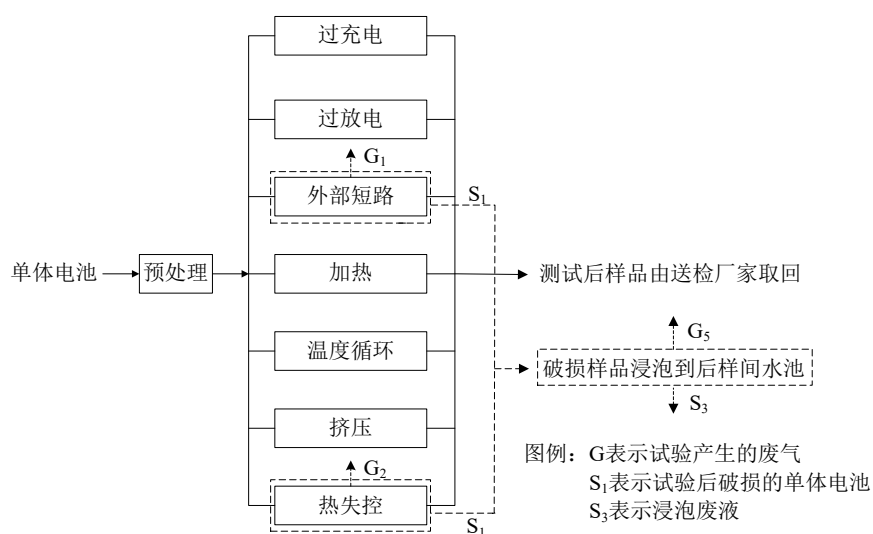 过充电
过放电
G1
外部短路
S1
单体电池
预处理
加热
测试后样品由送检厂家取回
温度循环
G5
破损样品浸泡到后样间水池
S3
挤压
G2
热失控
S1
图例：G表示试验产生的废气
S1表示试验后破损的单体电池
S3表示浸泡废液